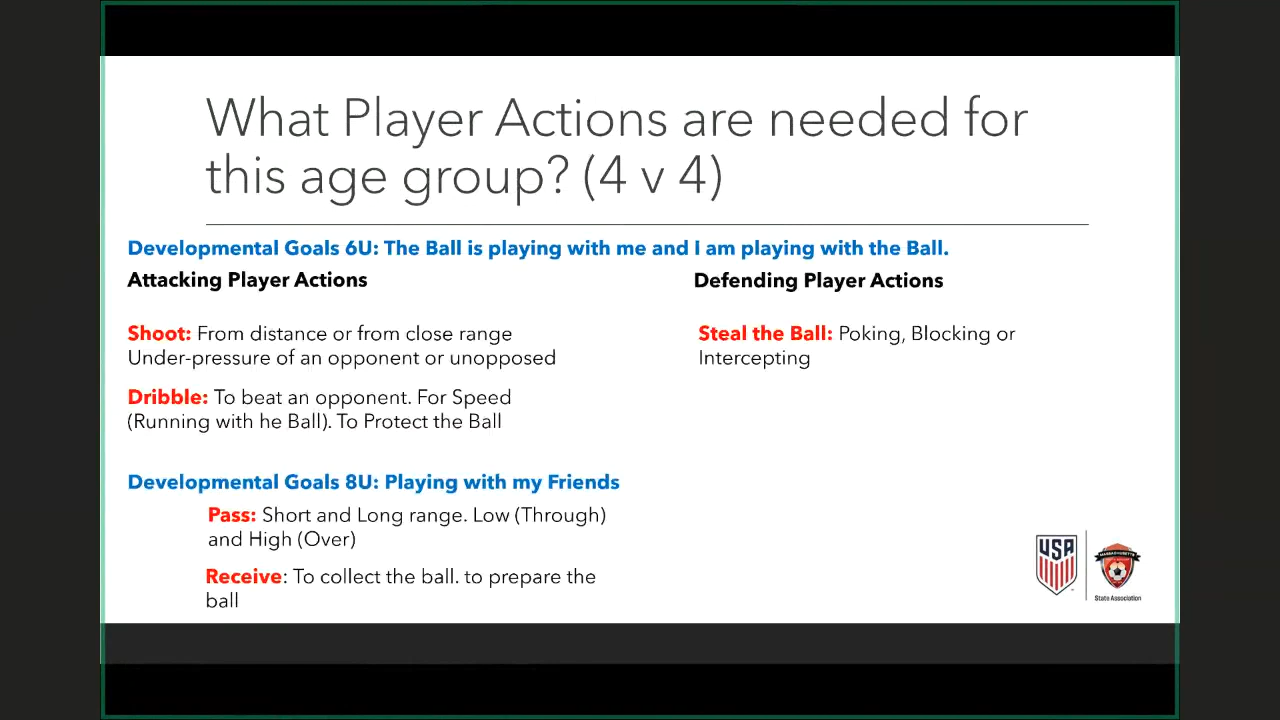 What Player Actions are needed for
this age group? (4 v 4)
Developmental Goals 6U: The Ball is playing with me and I am playing with the Ball.
Attacking Player Actions
Defending Player Actions
Shoot: From distance or from close range
Under-pressure of an opponent or unopposed
Steal the Ball: Poking, Blocking or
Intercepting
Dribble: To beat an opponent. For Speed
(Running with he Ball). To Protect the Ball
Developmental Goals 8U: Playing with my Friends
Pass: Short and Long range. Low (Through)
and High (Over)
Receive: To collect the ball. to prepare the
ball
USA
MASSACHUSETTS
State Association